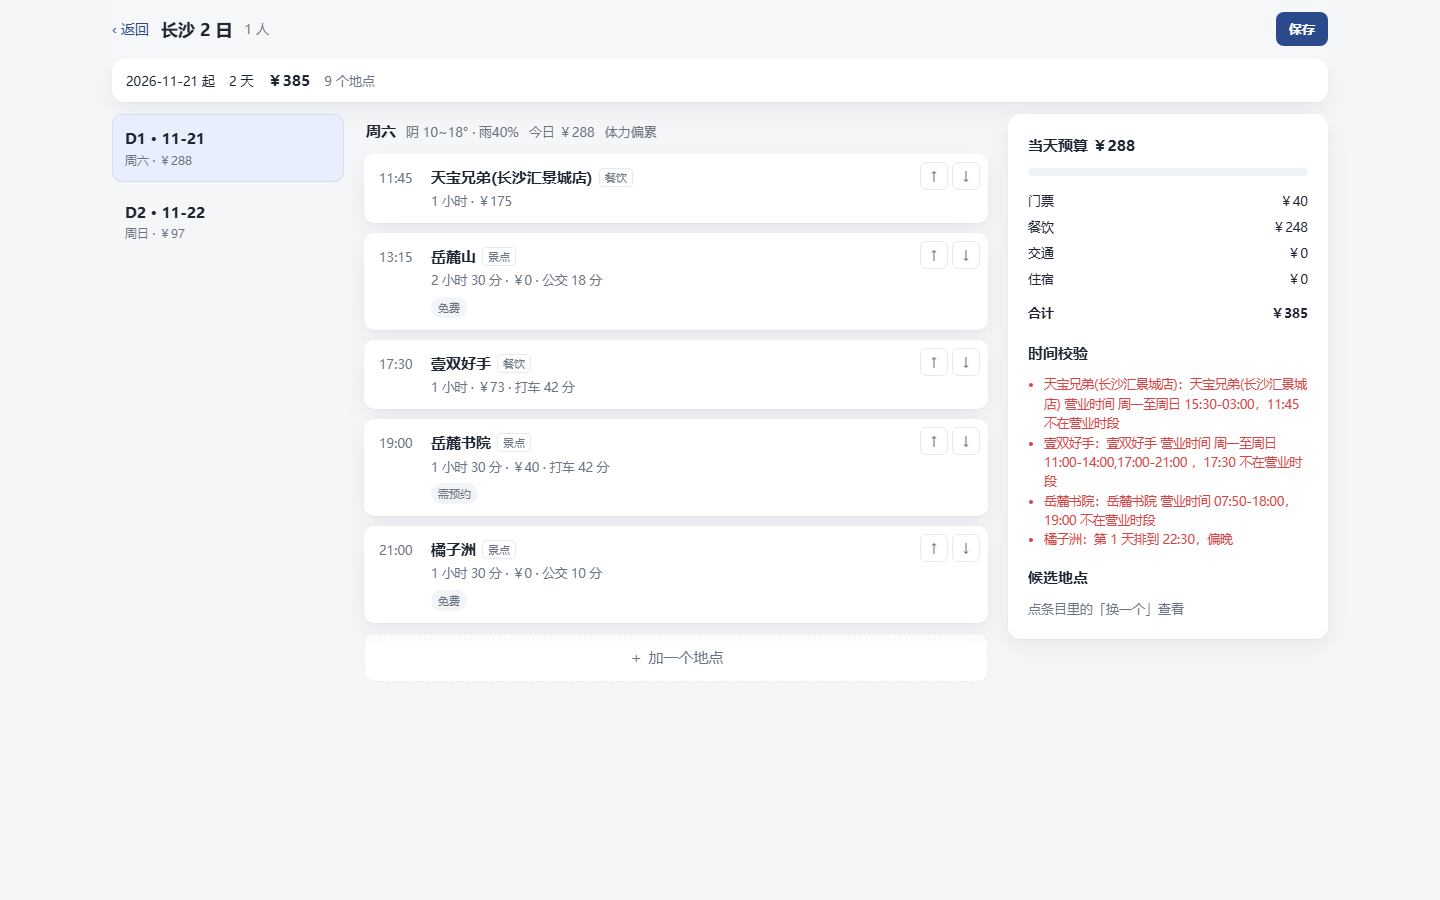 ‹ 返回 长沙 2 日 1 人
保存
2026-11-21 起 2 天 ¥385 9 个地点
D1 • 11-21
周六 · ¥288
D2 • 11-22
周日 · ¥97
周六 阴 10~18° · 雨40% 今日 ¥288 体力偏累
11:45 天宝兄弟(长沙汇景城店) 餐饮 ↑ ↓
1 小时 · ¥175
13:15 岳麓山 景点 ↑ ↓
2 小时 30 分 · ¥0 · 公交 18 分
免费
17:30 壹双好手 餐饮 ↑ ↓
1 小时 · ¥73 · 打车 42 分
19:00 岳麓书院 景点 ↑ ↓
1 小时 30 分 · ¥40 · 打车 42 分
需预约
21:00 橘子洲 景点 ↑ ↓
1 小时 30 分 · ¥0 · 公交 10 分
免费
+ 加一个地点
当天预算 ¥288
门票 ¥40
餐饮 ¥248
交通 ¥0
住宿 ¥0
合计 ¥385
时间校验
• 天宝兄弟(长沙汇景城店)：天宝兄弟(长沙汇景城
店) 营业时间 周一至周日 15:30-03:00，11:45
不在营业时段
• 壹双好手：壹双好手 营业时间 周一至周日
11:00-14:00,17:00-21:00 ，17:30 不在营业时
段
• 岳麓书院：岳麓书院 营业时间 07:50-18:00，
19:00 不在营业时段
• 橘子洲：第 1 天排到 22:30，偏晚
候选地点
点条目里的「换一个」查看